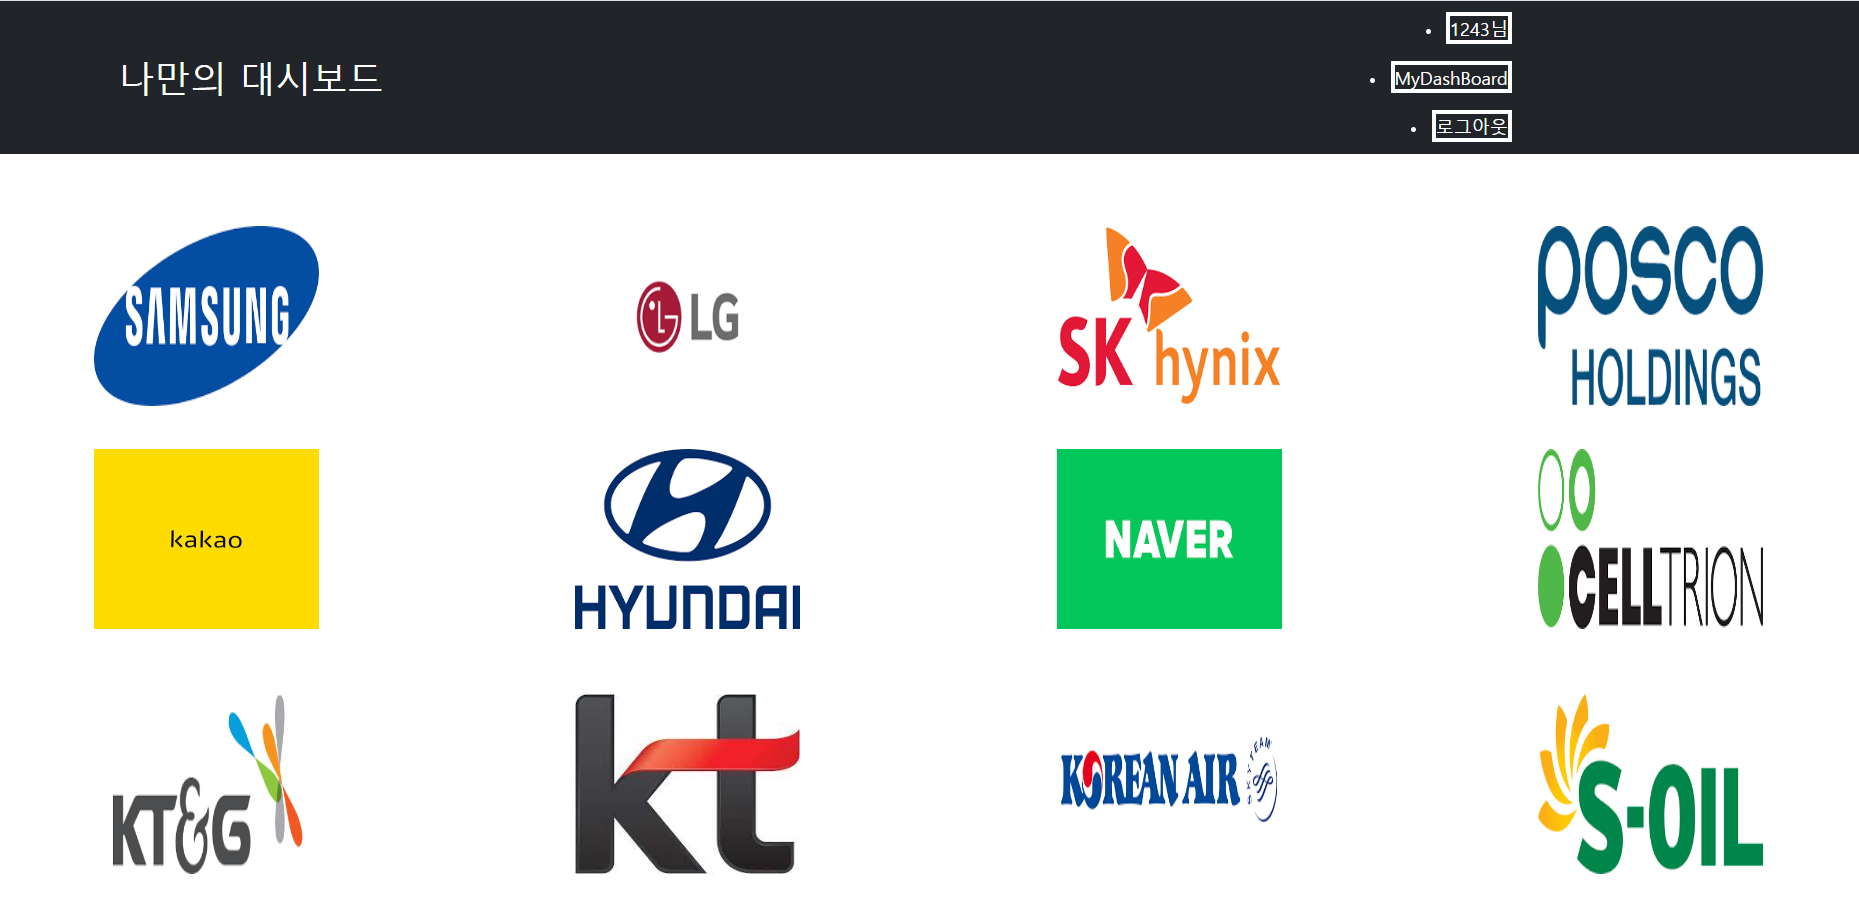 1243님
나만의 대시보드
MyDashBoard
로그아웃
SAMSUNG
LG
SK hynix
posco
HOLDINGS
kakao
HYUNDAI
NAVER
CELLTRION
KT&G
kt
KOREAN AIR
SKYTEAM
S-OIL